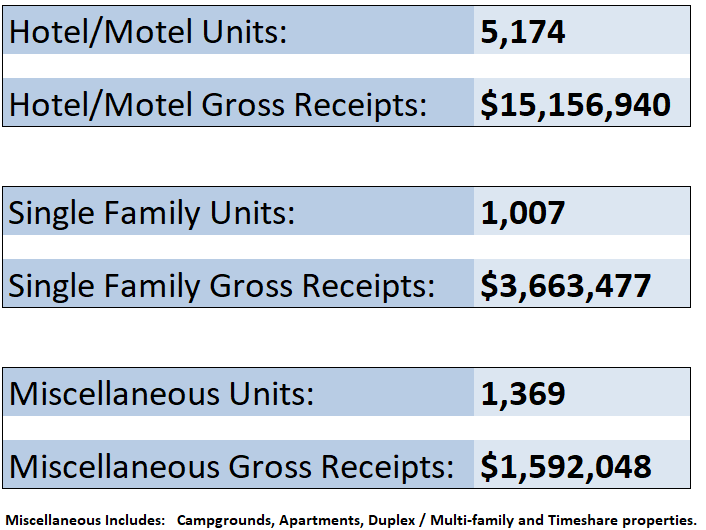 Hotel/Motel Units: 5,174
Hotel/Motel Gross Receipts: $15,156,940
Single Family Units: 1,007
Single Family Gross Receipts: $3,663,477
Miscellaneous Units: 1,369
Miscellaneous Gross Receipts: $1,592,048
Miscellaneous Includes: Campgrounds, Apartments, Duplex / Multi-family and Timeshare properties.